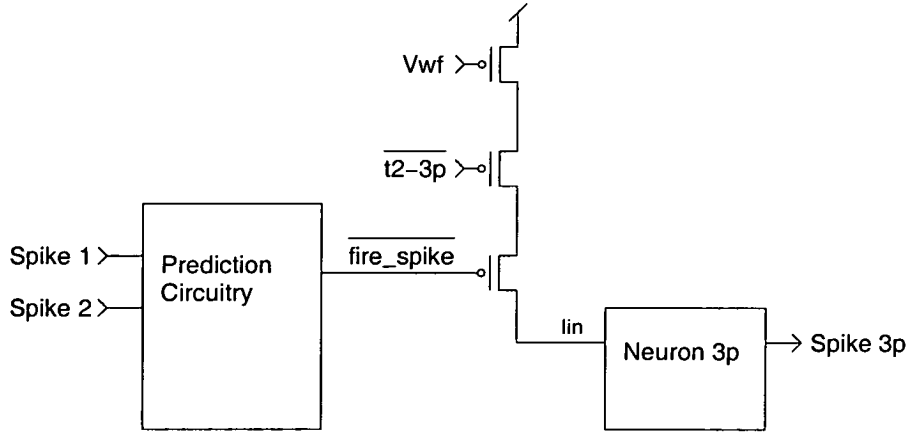 Vwf
t2-3p
Spike 1
Spike 2
Prediction
Circuitry
fire_spike
Iin
Neuron 3p
Spike 3p